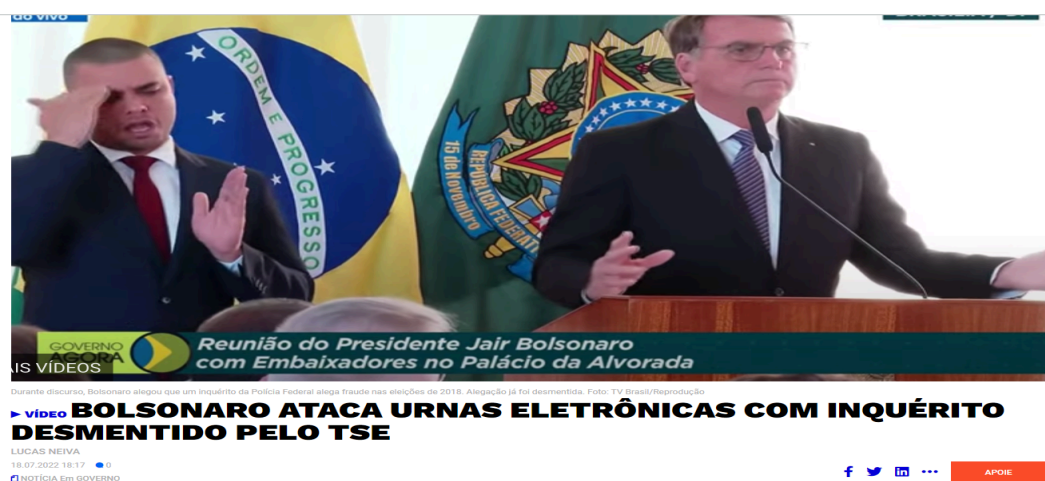 ao vivo
ORDEM E PROGRESSO
15 de Novembro
REPÚBLICA FEDERATI
GOVERNO
AGORA
Reunião do Presidente Jair Bolsonaro
com Embaixadores no Palácio da Alvorada
IS VÍDEOS
Durante discurso, Bolsonaro alegou que um inquérito da Polícia Federal alega fraude nas eleições de 2018. Alegação já foi desmentida. Foto: TV Brasil/Reprodução
VÍDEO BOLSONARO ATACA URNAS ELETRÔNICAS COM INQUÉRITO
DESMENTIDO PELO TSE
LUCAS NEIVA
18.07.2022 18:17 0
NOTÍCIA Em GOVERNO
f in ...
APOIE